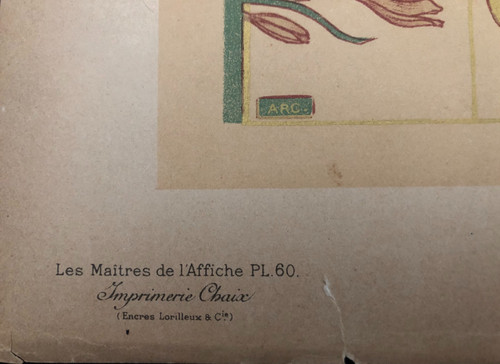 ARC.
Les Maîtres de l'Affiche PL.60.
Imprimerie Chaix
(Encres Lorilleux & Cie)